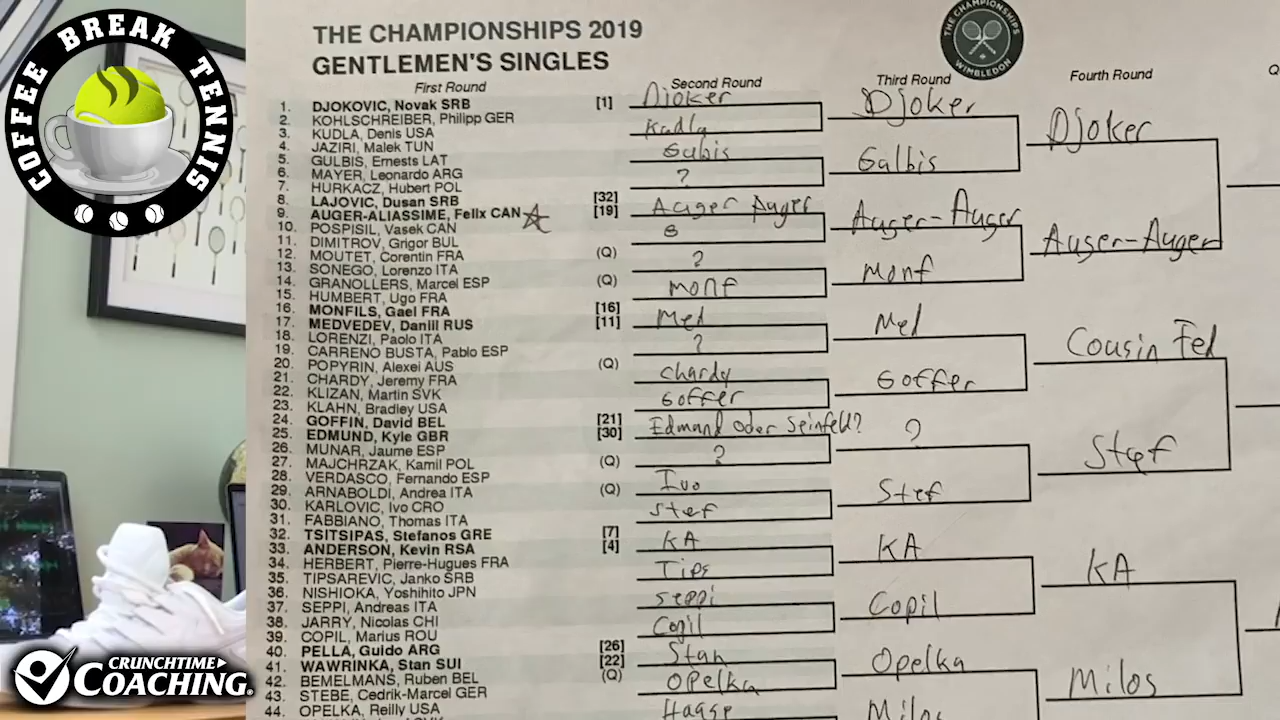 COFFEE BREAK TENNIS
THE CHAMPIONSHIPS 2019
GENTLEMEN'S SINGLES
THE CHAMPIONSHIPS
WIMBLEDON
First Round
Second Round
Third Round
Fourth Round
Q
1. DJOKOVIC, Novak SRB [1]
2. KOHLSCHREIBER, Philipp GER
3. KUDLA, Denis USA
4. JAZIRI, Malek TUN
5. GULBIS, Ernests LAT
6. MAYER, Leonardo ARG
7. HURKACZ, Hubert POL
8. LAJOVIC, Dusan SRB [32]
9. AUGER-ALIASSIME, Felix CAN [19]
10. POSPISIL, Vasek CAN
11. DIMITROV, Grigor BUL
12. MOUTET, Corentin FRA (Q)
13. SONEGO, Lorenzo ITA
14. GRANOLLERS, Marcel ESP (Q)
15. HUMBERT, Ugo FRA
16. MONFILS, Gael FRA [16]
17. MEDVEDEV, Daniil RUS [11]
18. LORENZI, Paolo ITA
19. CARRENO BUSTA, Pablo ESP
20. POPYRIN, Alexei AUS (Q)
21. CHARDY, Jeremy FRA
22. KLIZAN, Martin SVK
23. KLAHN, Bradley USA
24. GOFFIN, David BEL [21]
25. EDMUND, Kyle GBR [30]
26. MUNAR, Jaume ESP
27. MAJCHRZAK, Kamil POL (Q)
28. VERDASCO, Fernando ESP
29. ARNABOLDI, Andrea ITA (Q)
30. KARLOVIC, Ivo CRO
31. FABBIANO, Thomas ITA
32. TSITSIPAS, Stefanos GRE [7]
33. ANDERSON, Kevin RSA [4]
34. HERBERT, Pierre-Hugues FRA
35. TIPSAREVIC, Janko SRB
36. NISHIOKA, Yoshihito JPN
37. SEPPI, Andreas ITA
38. JARRY, Nicolas CHI
39. COPIL, Marius ROU
40. PELLA, Guido ARG [26]
41. WAWRINKA, Stan SUI [22]
42. BEMELMANS, Ruben BEL (Q)
43. STEBE, Cedrik-Marcel GER
44. OPELKA, Reilly USA
Djoker
Kudla
Gubis
?
Auger Auger
?
Monf
Med
?
Chardy
Goffer
Edmund oder Seinfeld?
?
Ivo
Stef
KA
Tips
Seppi
Copil
Stan
Opelka
Haase
Djoker
Gulbis
Auger-Auger
Monf
Med
Goffer
?
Stef
KA
Copil
Opelka
Milos
Djoker
Auger-Auger
Cousin Fed
Stef
KA
Milos
CRUNCHTIME
COACHING